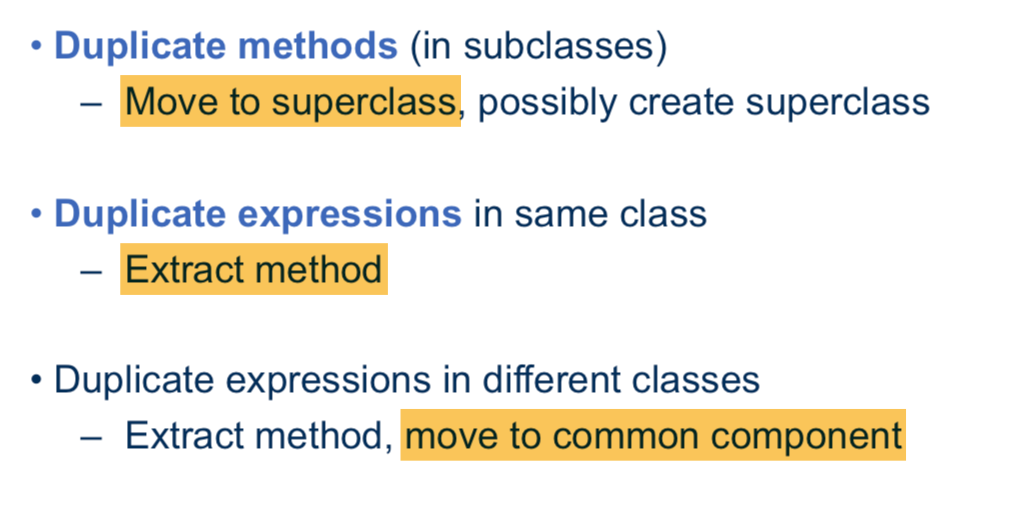 • Duplicate methods (in subclasses)
– Move to superclass, possibly create superclass
• Duplicate expressions in same class
– Extract method
• Duplicate expressions in different classes
– Extract method, move to common component